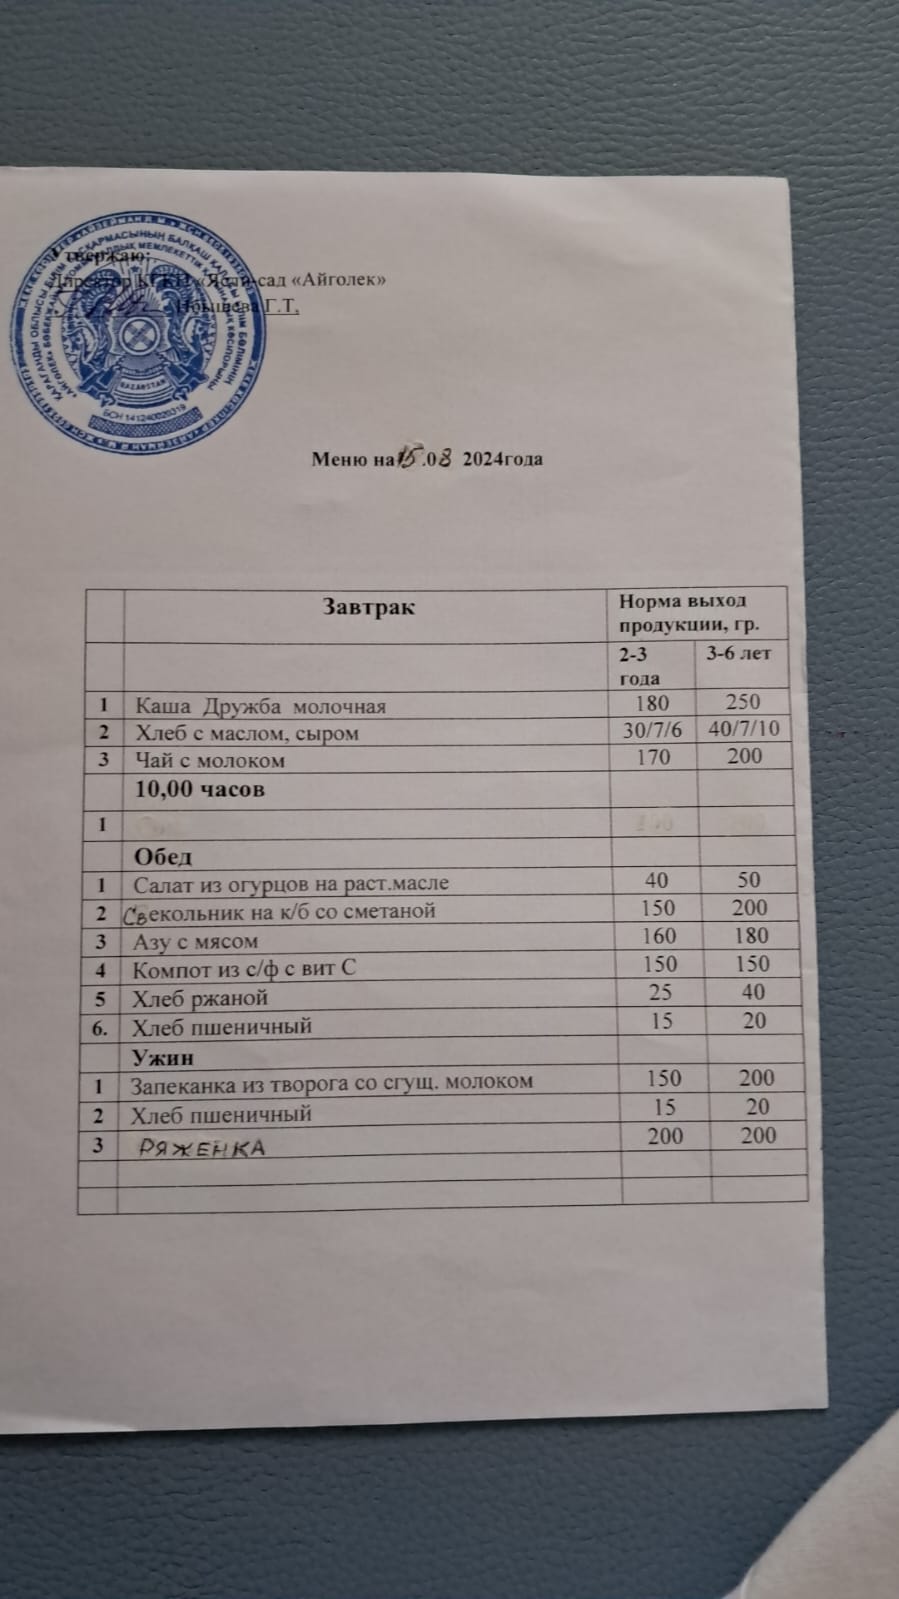 Утверждаю:
Директор КГКП «Ясли-сад «Айголек»
Ибышева Г.Т.
QAZAQSTAN
БСН 141240020319
Меню на 15.08 2024года
Завтрак Норма выход продукции, гр.
2-3 года 3-6 лет
1 Каша Дружба молочная 180 250
2 Хлеб с маслом, сыром 30/7/6 40/7/10
3 Чай с молоком 170 200
10,00 часов
1
Обед
1 Салат из огурцов на раст.масле 40 50
2 Свекольник на к/б со сметаной 150 200
3 Азу с мясом 160 180
4 Компот из с/ф с вит С 150 150
5 Хлеб ржаной 25 40
6. Хлеб пшеничный 15 20
Ужин
1 Запеканка из творога со сгущ. молоком 150 200
2 Хлеб пшеничный 15 20
3 РЯЖЕНКА 200 200